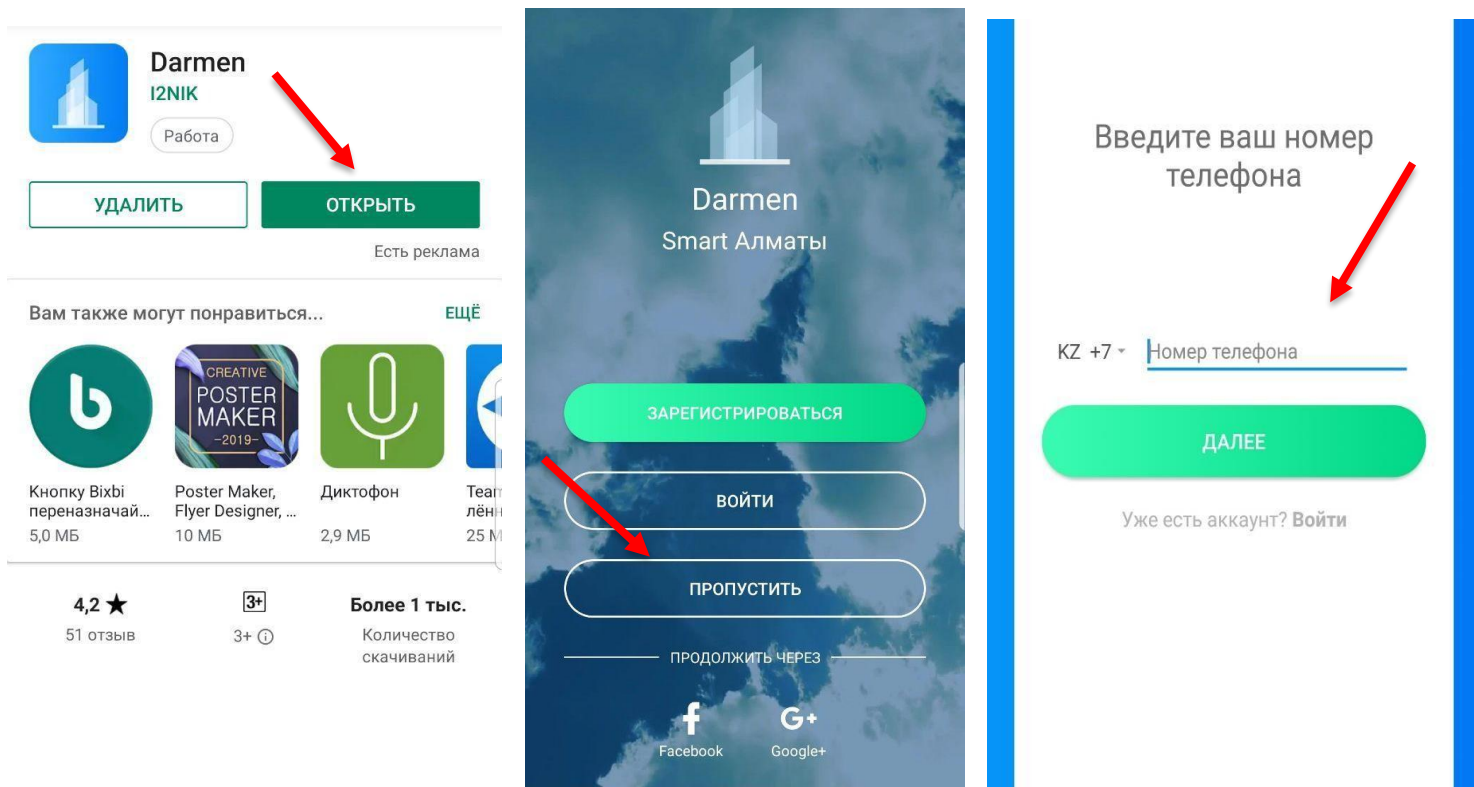 Darmen
I2NIK
Работа
УДАЛИТЬ
ОТКРЫТЬ
Есть реклама
Вам также могут понравиться...
ЕЩЁ
CREATIVE
POSTER
MAKER
-2019-
Кнопку Bixbi
переназначай...
5,0 МБ
Poster Maker,
Flyer Designer, ...
10 МБ
Диктофон
2,9 МБ
Team
лённ
25 М
4,2 ★
51 отзыв
3+
3+
Более 1 тыс.
Количество
скачиваний
Darmen
Smart Алматы
ЗАРЕГИСТРИРОВАТЬСЯ
ВОЙТИ
ПРОПУСТИТЬ
ПРОДОЛЖИТЬ ЧЕРЕЗ
f
Facebook
G+
Google+
Введите ваш номер
телефона
KZ +7
Номер телефона
ДАЛЕЕ
Уже есть аккаунт? Войти